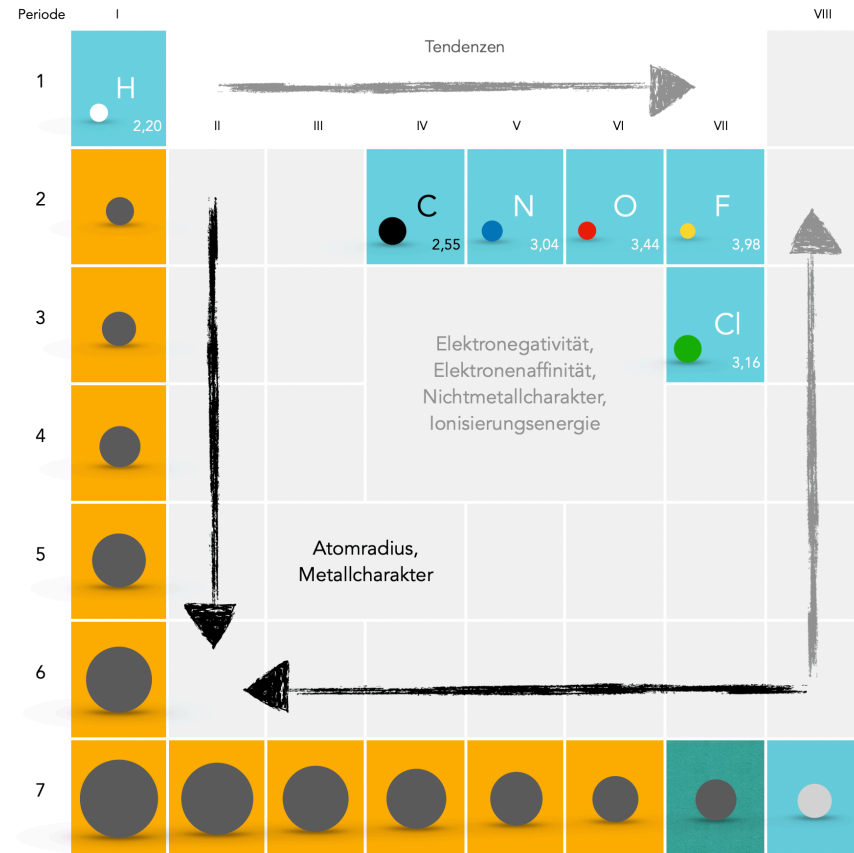 Periode I VIII
Tendenzen
1 H
2,20
II III IV V VI VII
2 C N O F
2,55 3,04 3,44 3,98
3 Cl
3,16
Elektronegativität,
Elektronenaffinität,
Nichtmetallcharakter,
Ionisierungsenergie
4
5
Atomradius,
Metallcharakter
6
7